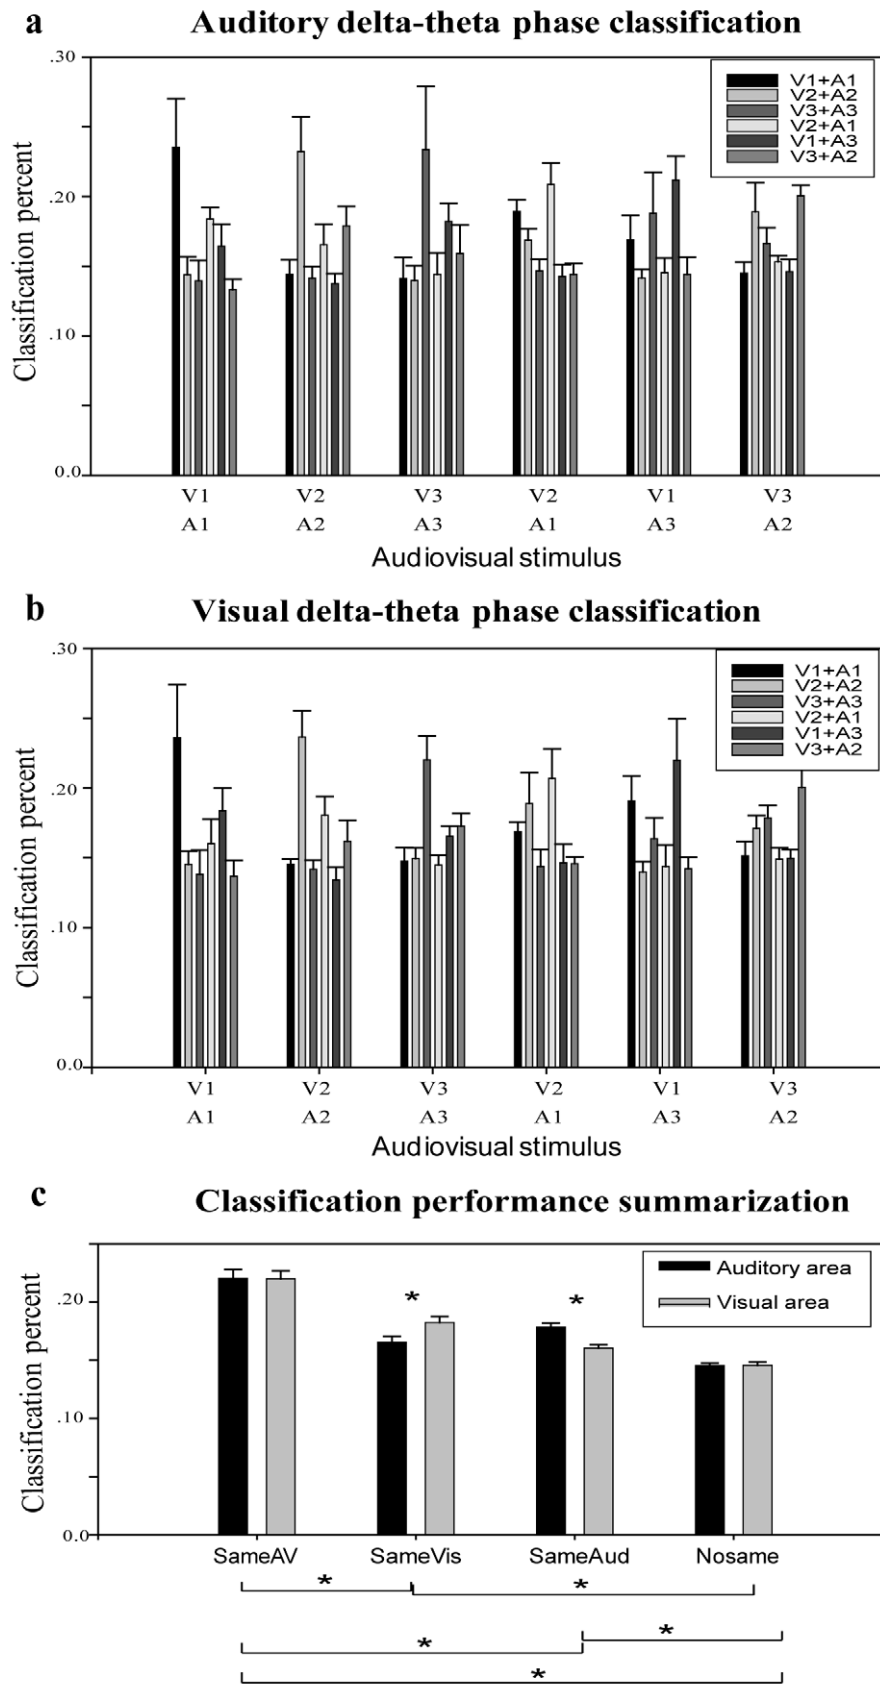 a Auditory delta-theta phase classification
.30
V1+A1
V2+A2
V3+A3
V2+A1
V1+A3
V3+A2
.20
Classification percent
.10
0.0
V1 V2 V3 V2 V1 V3
A1 A2 A3 A1 A3 A2
Audiovisual stimulus
b Visual delta-theta phase classification
.30
V1+A1
V2+A2
V3+A3
V2+A1
V1+A3
V3+A2
.20
Classification percent
.10
0.0
V1 V2 V3 V2 V1 V3
A1 A2 A3 A1 A3 A2
Audiovisual stimulus
c Classification performance summarization
Auditory area
Visual area
.20
* *
Classification percent
.10
0.0
SameAV SameVis SameAud Nosame
* *
*
*
*